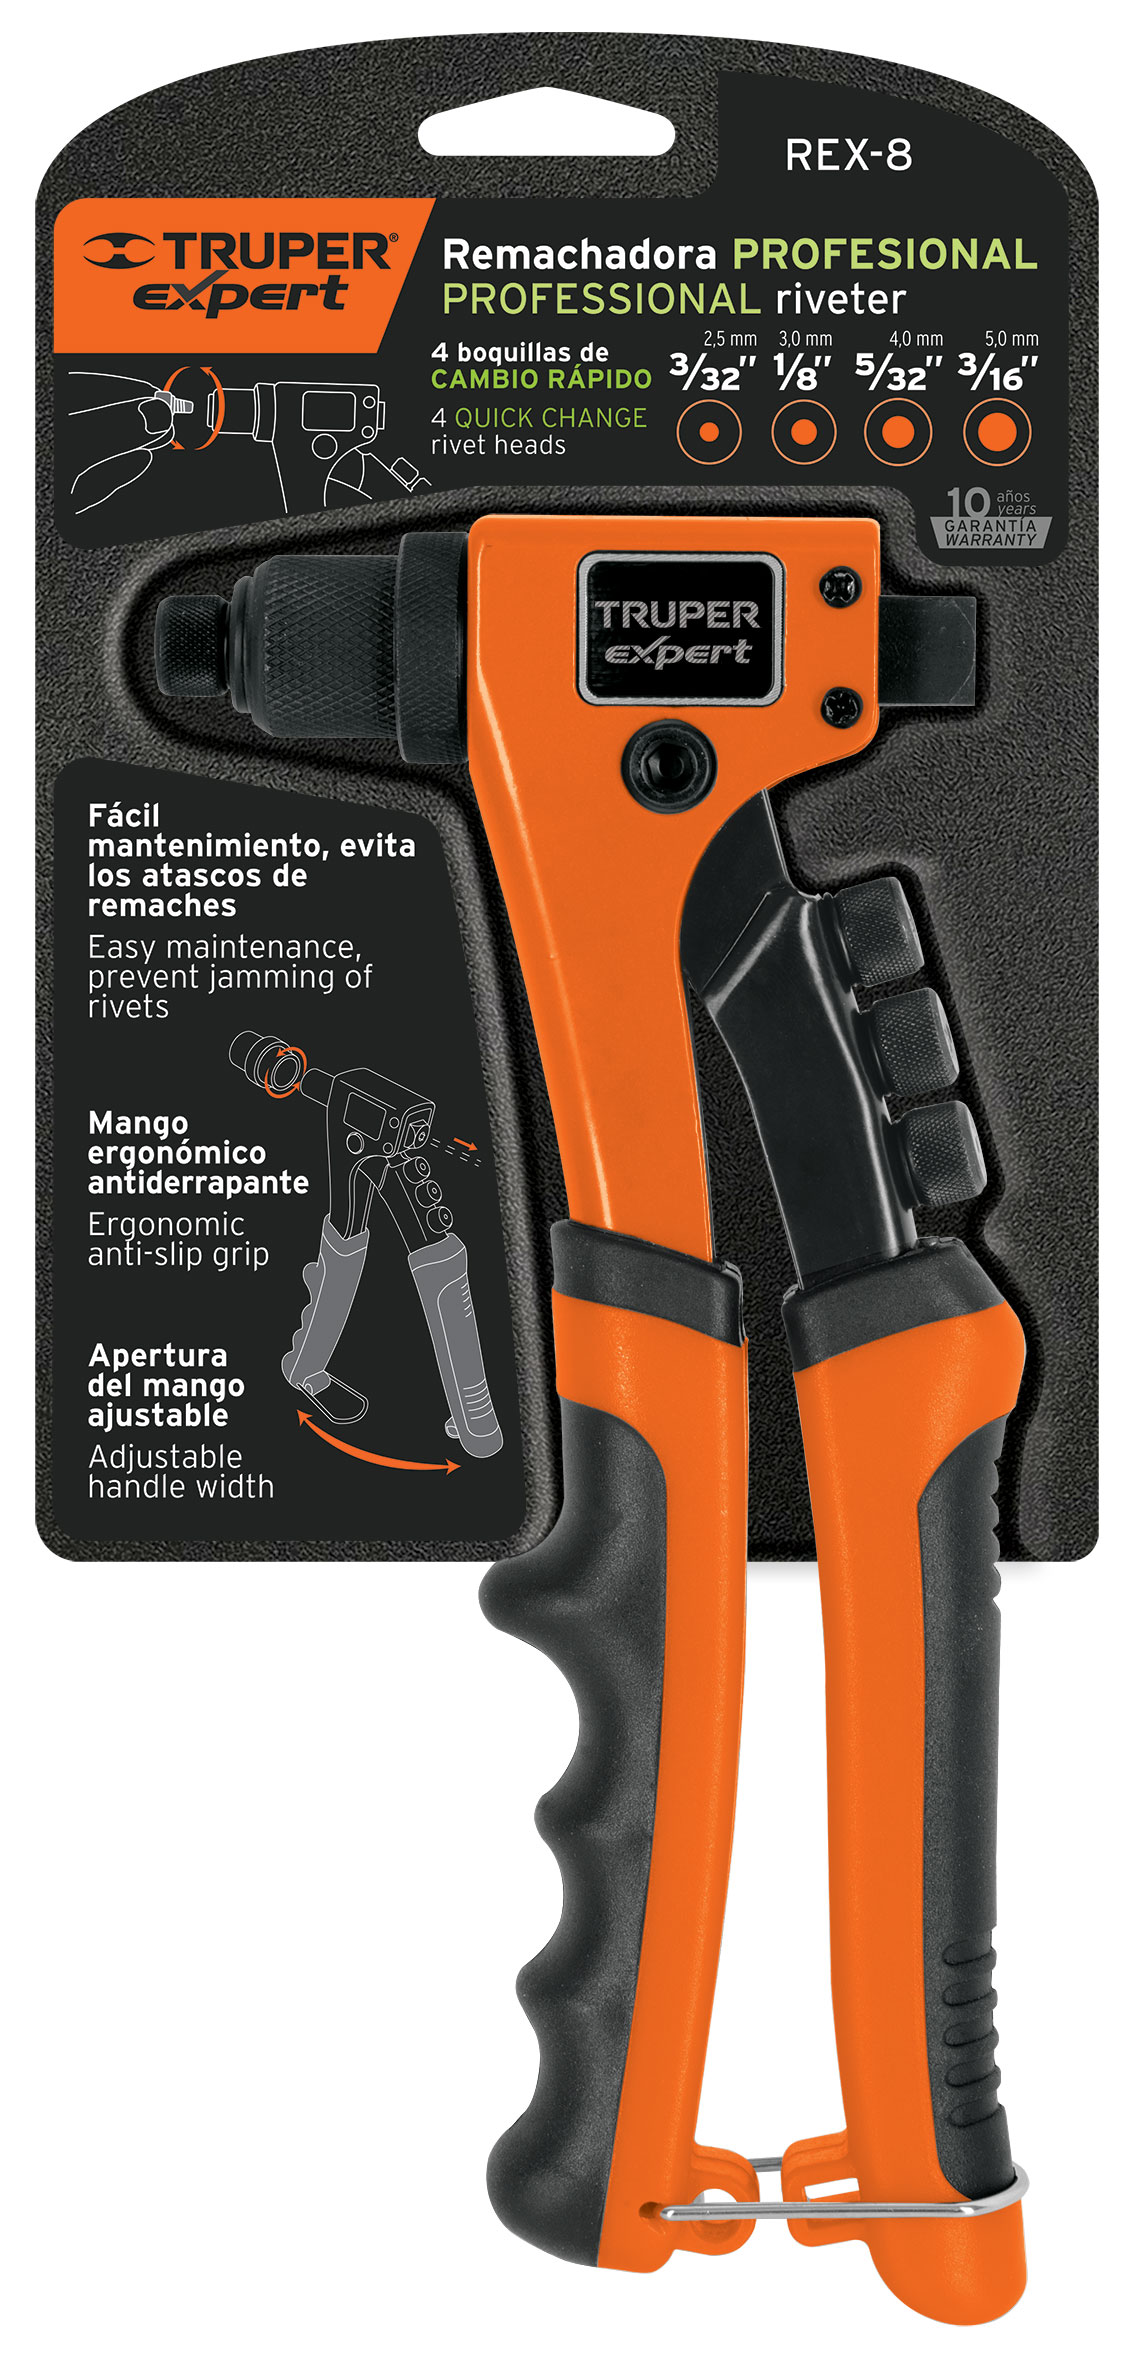 REX-8
TRUPER®
expert
Remachadora PROFESIONAL
PROFESSIONAL riveter
4 boquillas de
CAMBIO RÁPIDO
4 QUICK CHANGE
rivet heads
2,5 mm 3,0 mm 4,0 mm 5,0 mm
3/32" 1/8" 5/32" 3/16"
10 años
years
GARANTÍA
WARRANTY
TRUPER
expert
Fácil
mantenimiento, evita
los atascos de
remaches
Easy maintenance,
prevent jamming of
rivets
Mango
ergonómico
antiderrapante
Ergonomic
anti-slip grip
Apertura
del mango
ajustable
Adjustable
handle width